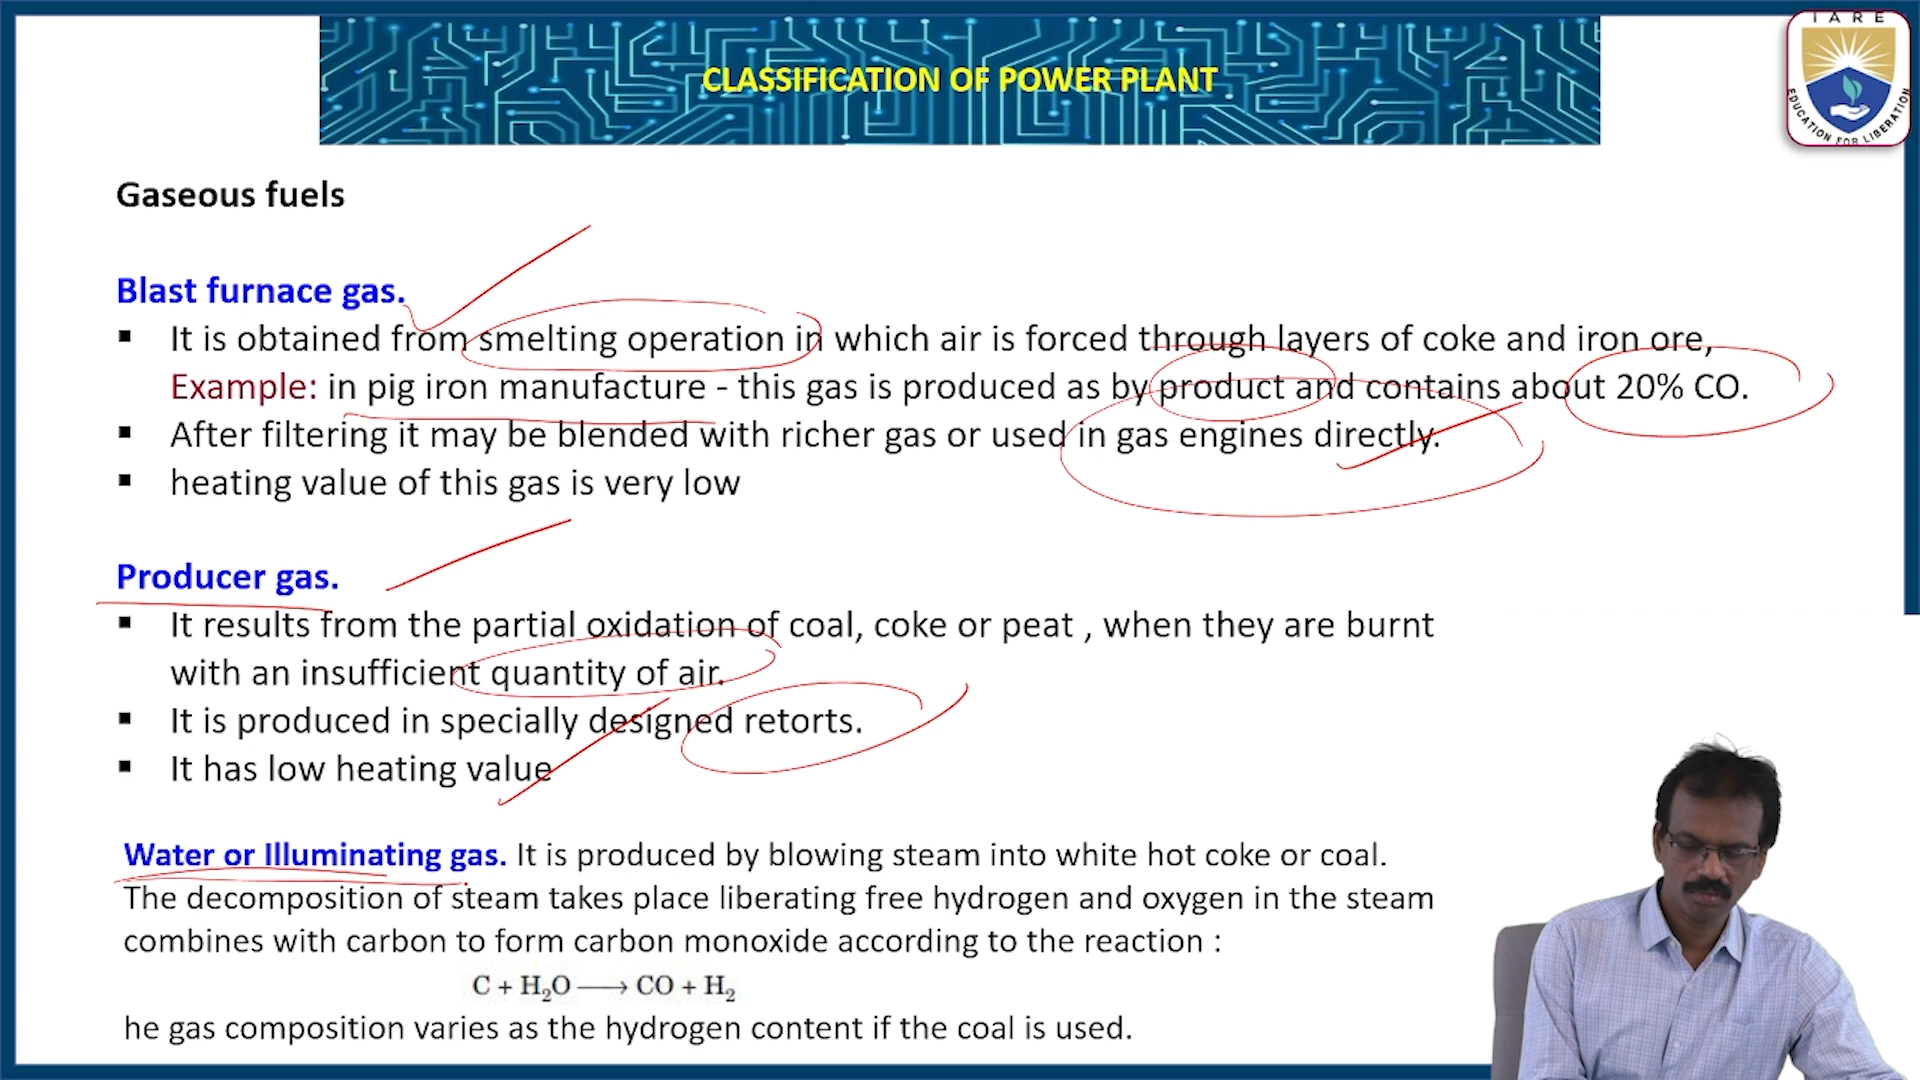 IARE
EDUCATION FOR LIBERATION
CLASSIFICATION OF POWER PLANT
Gaseous fuels
Blast furnace gas.
▪ It is obtained from smelting operation in which air is forced through layers of coke and iron ore,
Example: in pig iron manufacture - this gas is produced as by product and contains about 20% CO.
▪ After filtering it may be blended with richer gas or used in gas engines directly.
▪ heating value of this gas is very low
Producer gas.
▪ It results from the partial oxidation of coal, coke or peat , when they are burnt
with an insufficient quantity of air.
▪ It is produced in specially designed retorts.
▪ It has low heating value
Water or Illuminating gas. It is produced by blowing steam into white hot coke or coal.
The decomposition of steam takes place liberating free hydrogen and oxygen in the steam
combines with carbon to form carbon monoxide according to the reaction :
C + H₂O ⟶ CO + H₂
he gas composition varies as the hydrogen content if the coal is used.